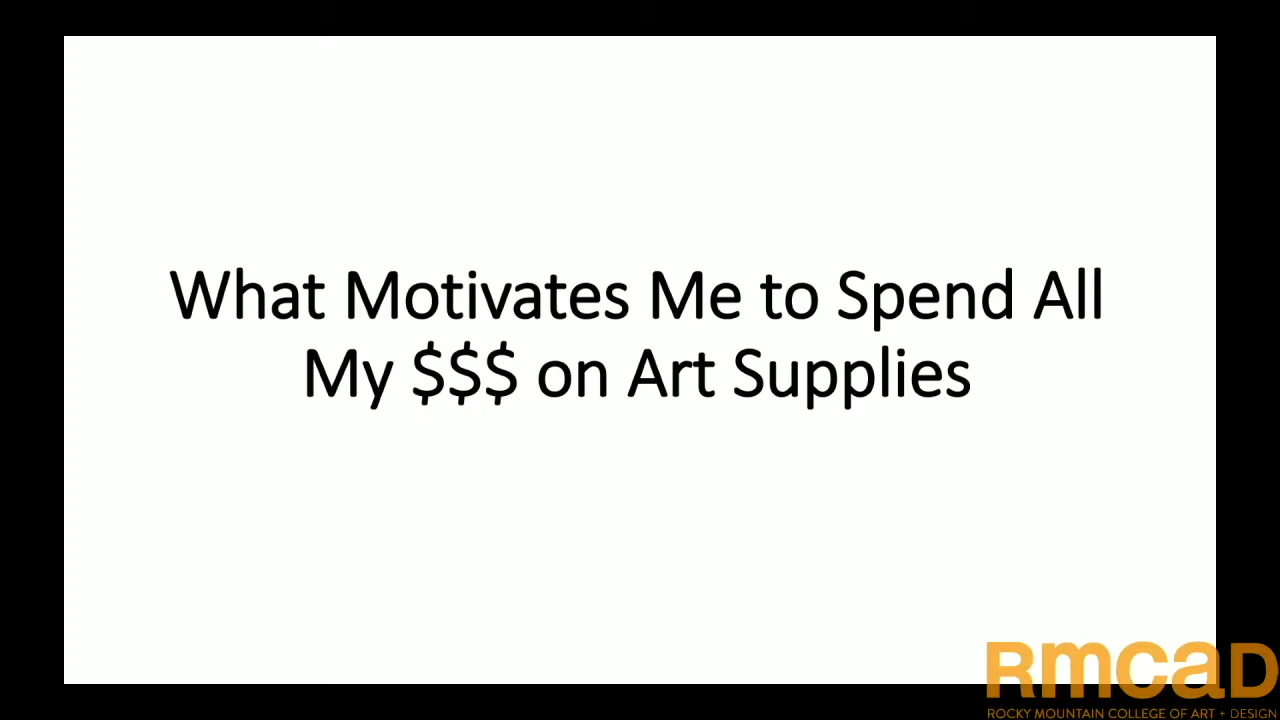 What Motivates Me to Spend All
My $$$ on Art Supplies
Rmcad
ROCKY MOUNTAIN COLLEGE OF ART + DESIGN